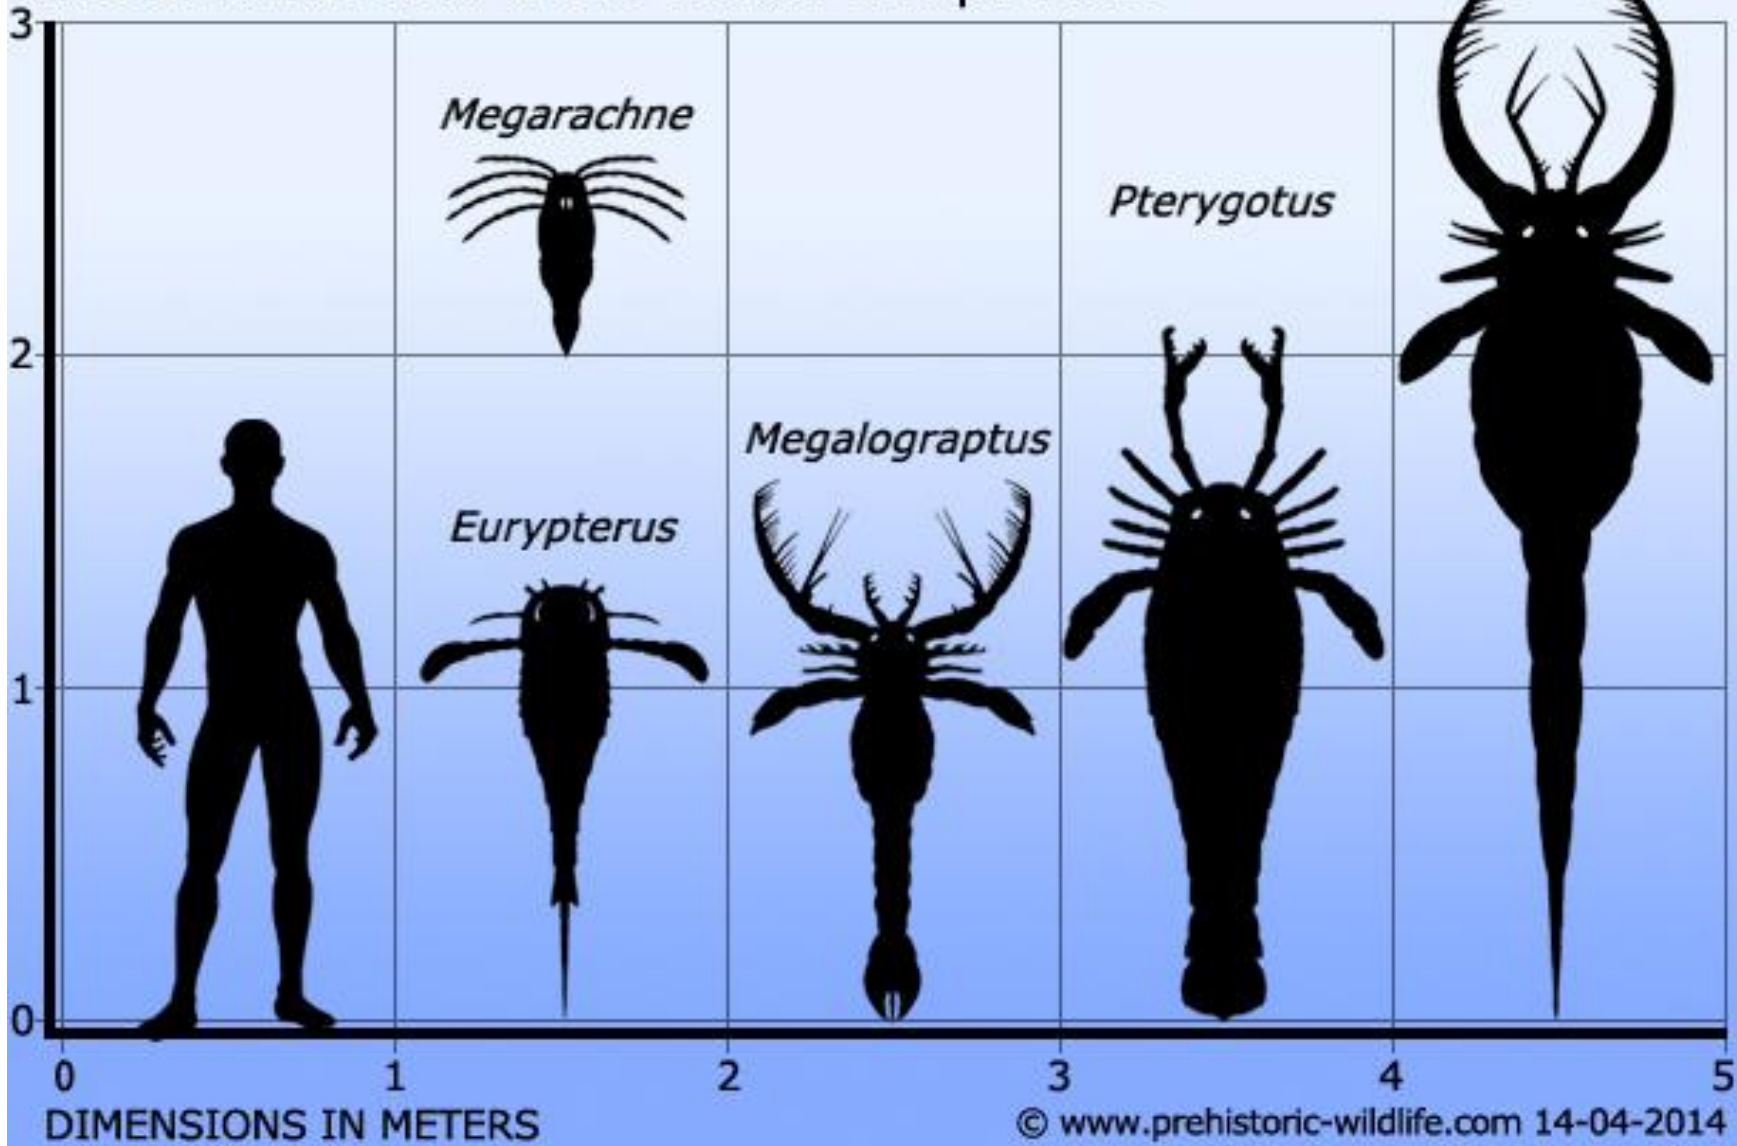 3
Megarachne
Pterygotus
2
Megalograptus
Eurypterus
1
0
0 1 2 3 4 5
DIMENSIONS IN METERS © www.prehistoric-wildlife.com 14-04-2014